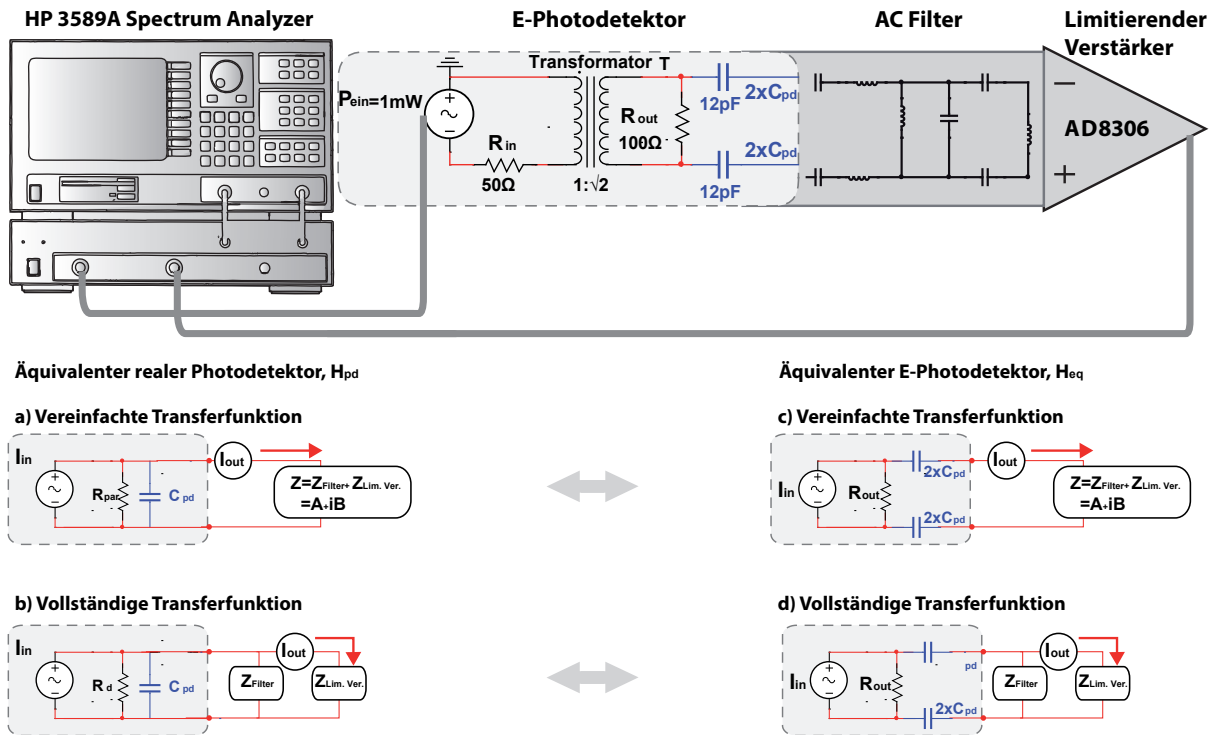 HP 3589A Spectrum Analyzer
E-Photodetektor
AC Filter
Limitierender
Verstärker
Transformator T
Pein=1mW
Rin
50Ω
1:√2
Rout
100Ω
12pF
2xCpd
2xCpd
12pF
−
AD8306
+
Äquivalenter realer Photodetektor, Hpd
Äquivalenter E-Photodetektor, Heq
a) Vereinfachte Transferfunktion
Iin
Rpar
Cpd
Iout
Z=ZFilter+ ZLim. Ver.
=A+iB
c) Vereinfachte Transferfunktion
Iin
Rout
2xCpd
2xCpd
Iout
Z=ZFilter+ ZLim. Ver.
=A+iB
b) Vollständige Transferfunktion
Iin
Rd
Cpd
ZFilter
Iout
ZLim. Ver.
d) Vollständige Transferfunktion
Iin
Rout
pd
2xCpd
ZFilter
Iout
ZLim. Ver.